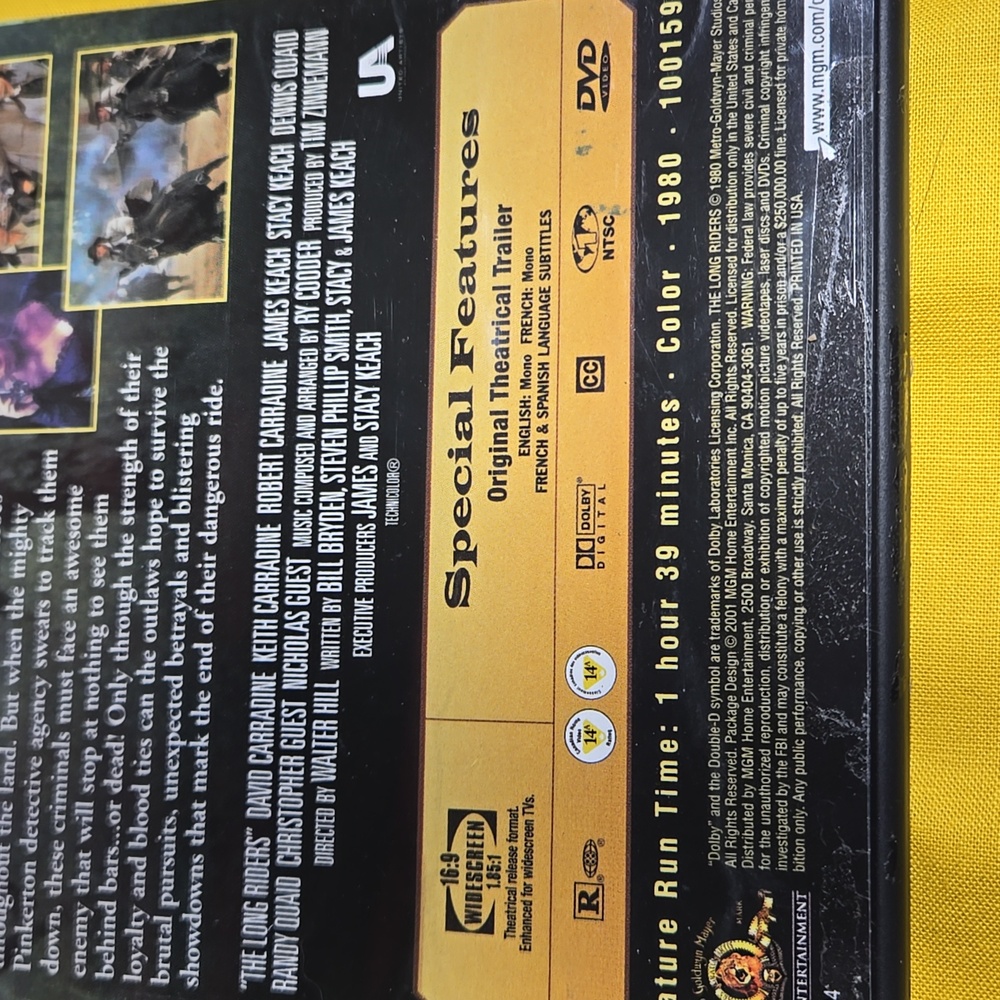 throughout the land. But when the mighty
Pinkerton detective agency swears to track them
down, these criminals must face an awesome
enemy that will stop at nothing to see them
behind bars...or dead! Only through the strength of their
loyalty and blood ties can the outlaws hope to survive the
brutal pursuits, unexpected betrayals and blistering
showdowns that mark the end of their dangerous ride.
"THE LONG RIDERS" DAVID CARRADINE KEITH CARRADINE ROBERT CARRADINE JAMES KEACH STACY KEACH DENNIS QUAID
RANDY QUAID CHRISTOPHER GUEST NICHOLAS GUEST MUSIC COMPOSED AND ARRANGED BY RY COODER PRODUCED BY TIM ZINNEMANN
DIRECTED BY WALTER HILL WRITTEN BY BILL BRYDEN, STEVEN PHILLIP SMITH, STACY & JAMES KEACH
EXECUTIVE PRODUCERS JAMES AND STACY KEACH
TECHNICOLOR®
UA
UNITED ARTISTS
16:9
WIDESCREEN
1.85:1
Theatrical release format.
Enhanced for widescreen TVs.
Special Features
Original Theatrical Trailer
ENGLISH: Mono FRENCH: Mono
FRENCH & SPANISH LANGUAGE SUBTITLES
R
14A
14A
DOLBY
DIGITAL
CC
1
NTSC
DVD
VIDEO
ature Run Time: 1 hour 39 minutes · Color · 1980 · 100159
"Dolby" and the Double-D symbol are trademarks of Dolby Laboratories Licensing Corporation. THE LONG RIDERS © 1980 Metro-Goldwyn-Mayer Studios
All Rights Reserved. Package Design © 2001 MGM Home Entertainment Inc. All Rights Reserved. Licensed for distribution only in the United States and Ca
Distributed by MGM Home Entertainment, 2500 Broadway, Santa Monica, CA 90404-3061. WARNING: Federal law provides severe civil and criminal pe
for the unauthorized reproduction, distribution or exhibition of copyrighted motion picture videotapes, laser discs and DVDs. Criminal copyright infringen
investigated by the FBI and may constitute a felony with a maximum penalty of up to five years in prison and/or a $250,000.00 fine. Licensed for private hom
bition only. Any public performance, copying or other use is strictly prohibited. All Rights Reserved. PRINTED IN USA.
Goldwyn Mayer
MARK
NTERTAINMENT
4
www.mgm.com/d